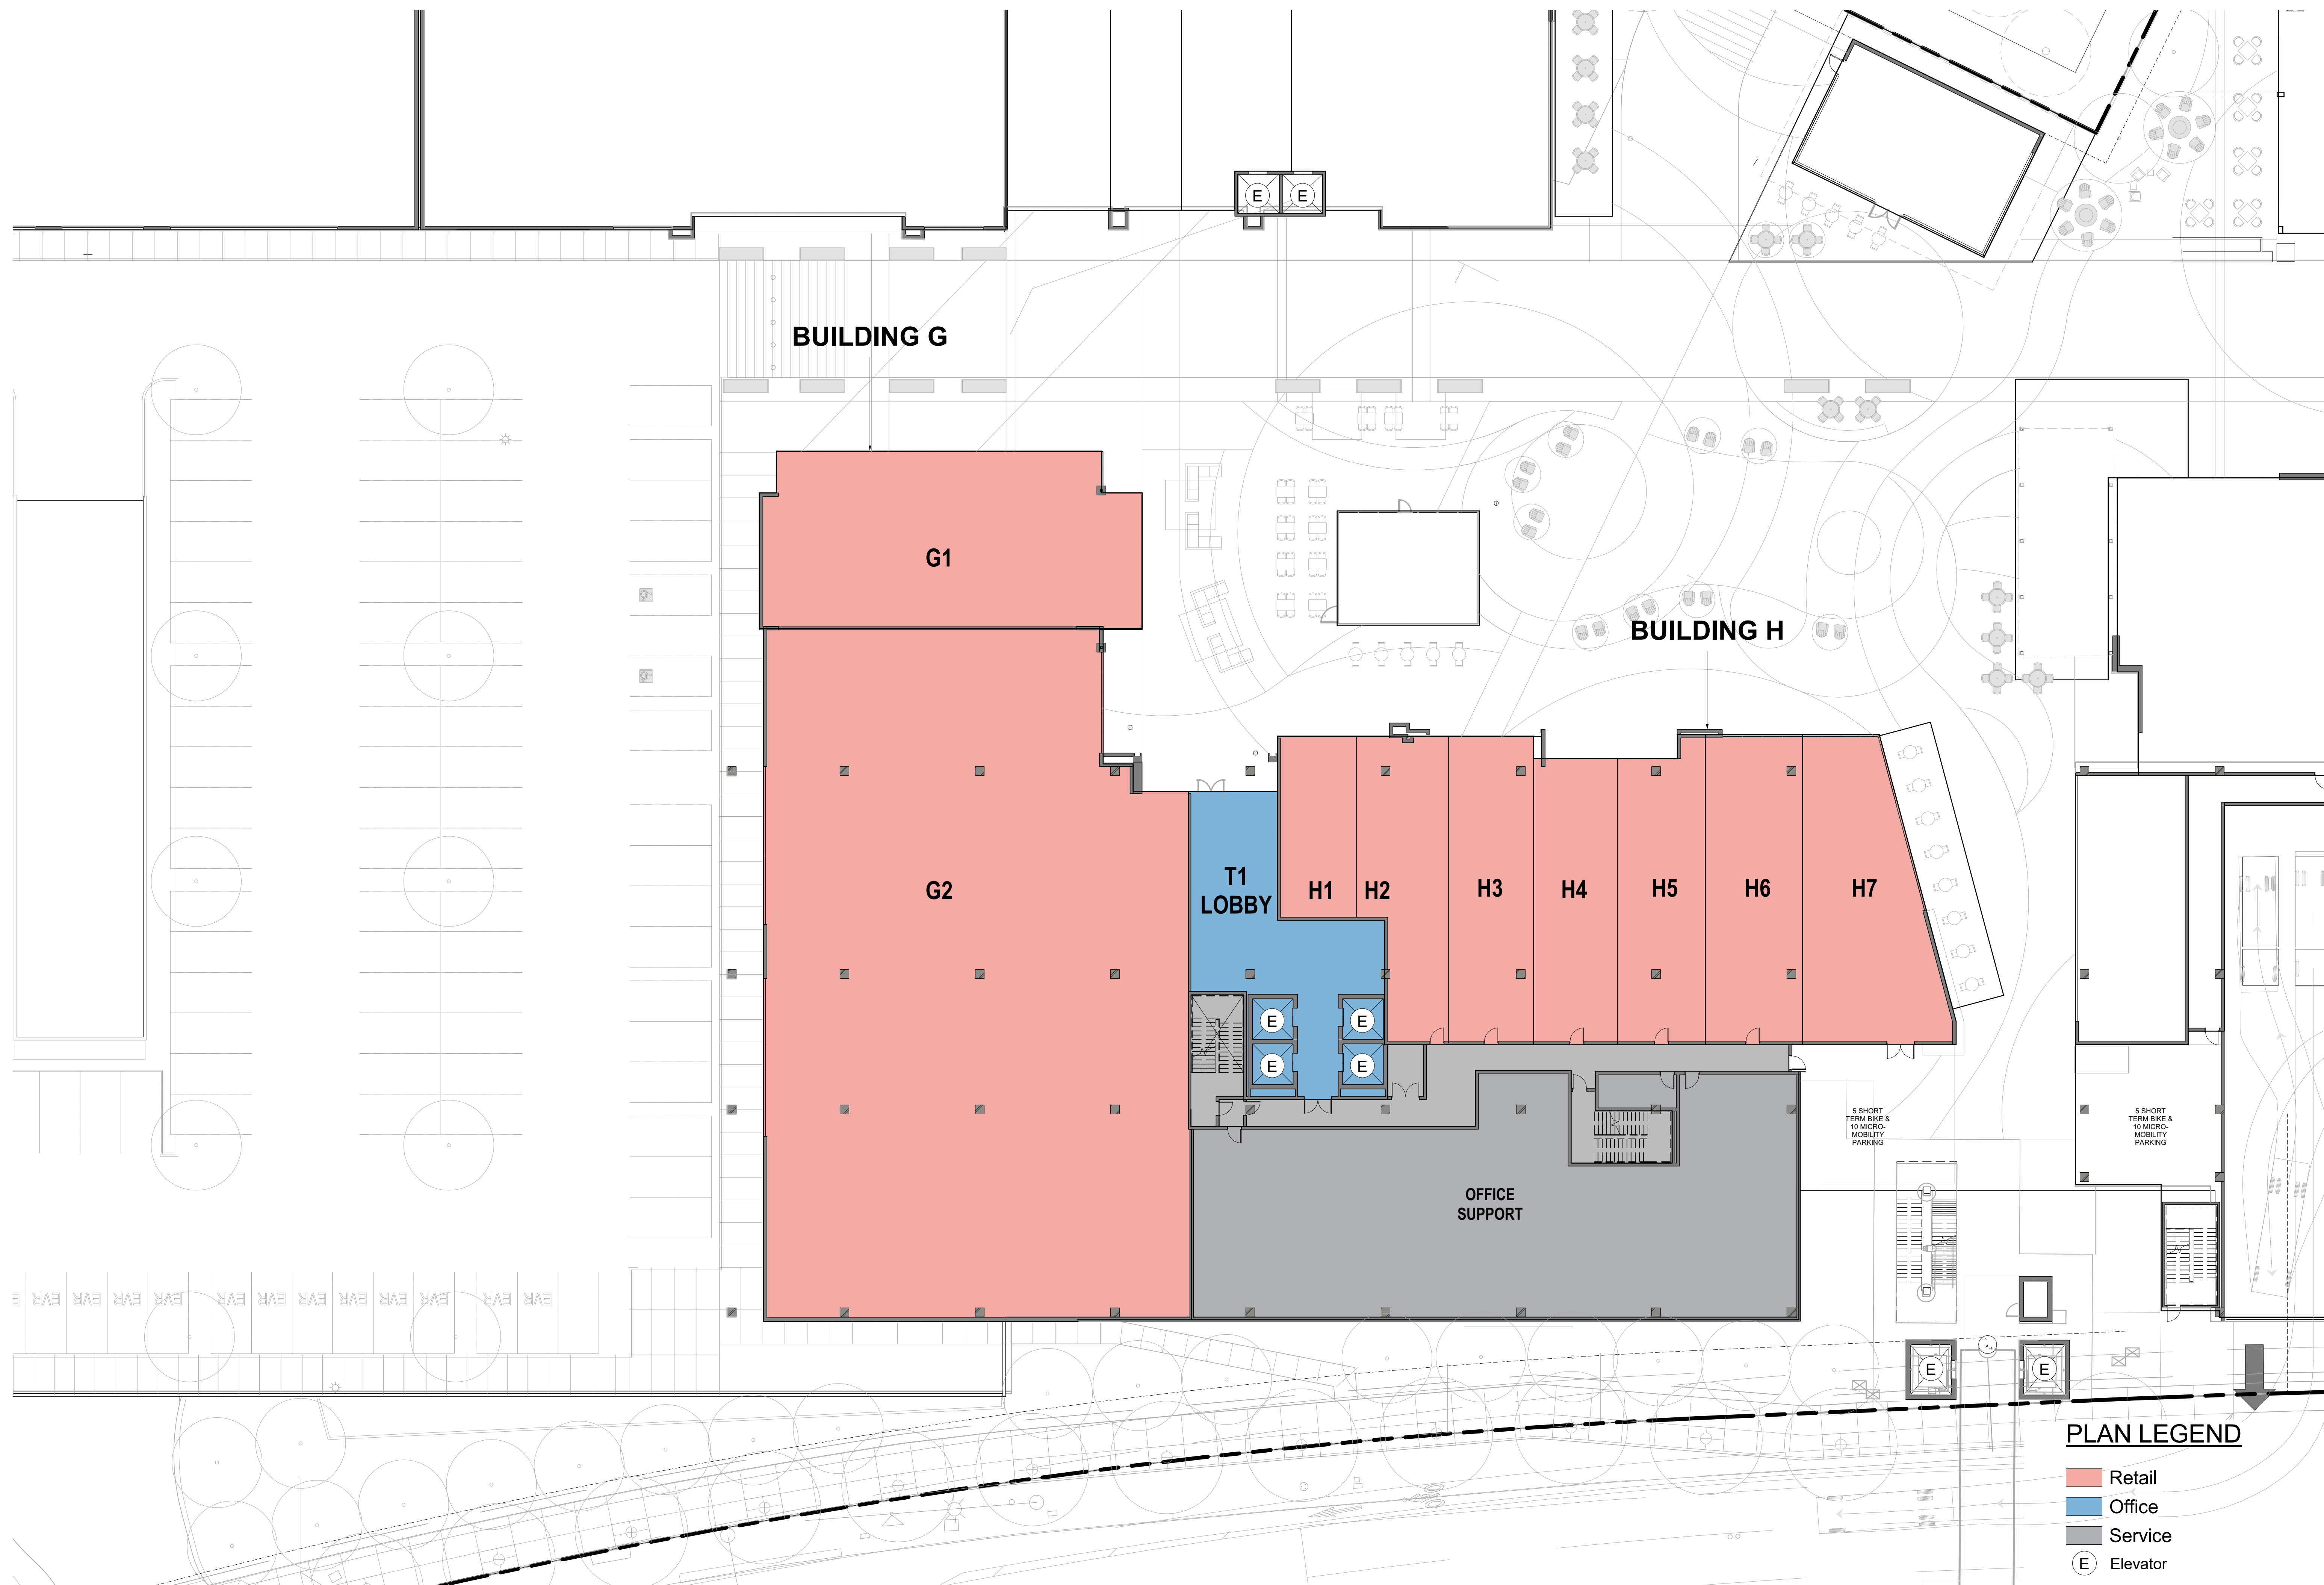 E E
BUILDING G
BUILDING H
G1
G2
T1
LOBBY
H1
H2
H3
H4
H5
H6
H7
E E
E E
5 SHORT
TERM BIKE &
10 MICRO-
MOBILITY
PARKING
5 SHORT
TERM BIKE &
10 MICRO-
MOBILITY
PARKING
OFFICE
SUPPORT
EVR EVR EVR EVR EVR EVR EVR EVR EVR EVR EVR EVR
E E
PLAN LEGEND
Retail
Office
Service
E Elevator